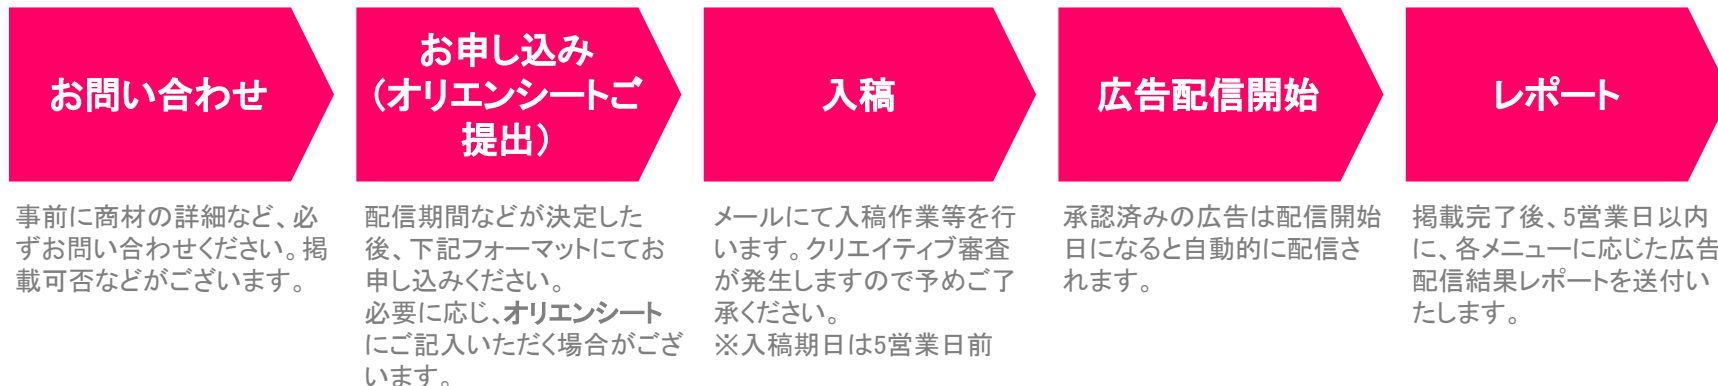 お問い合わせ
事前に商材の詳細など、必
ずお問い合わせください。掲
載可否などがございます。
お申し込み
（オリエンシートご
提出）
配信期間などが決定した
後、下記フォーマットにてお
申し込みください。
必要に応じ、オリエンシート
にご記入いただく場合がござ
います。
入稿
メールにて入稿作業等を行
います。クリエイティブ審査
が発生しますので予めご了
承ください。
※入稿期日は5営業日前
広告配信開始
承認済みの広告は配信開始
日になると自動的に配信さ
れます。
レポート
掲載完了後、5営業日以内
に、各メニューに応じた広告
配信結果レポートを送付い
たします。